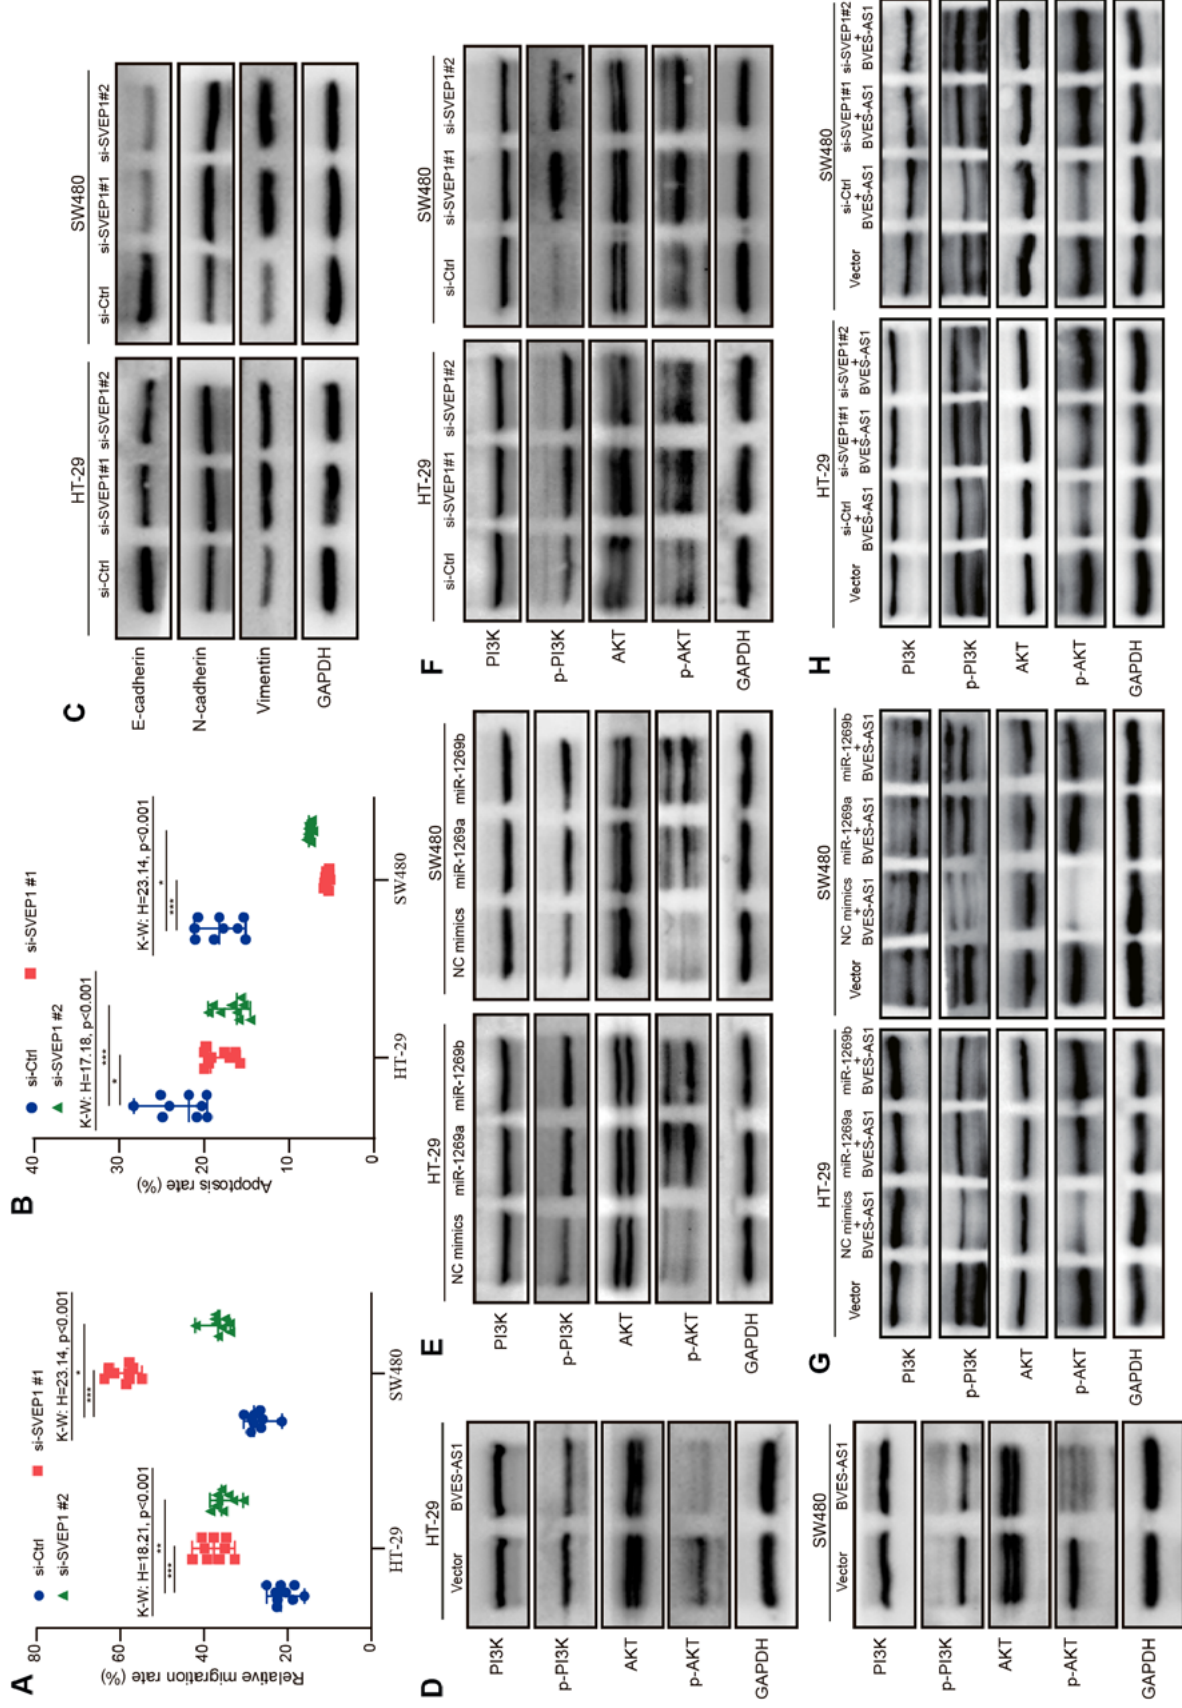 A
si-Ctrl
si-SVEP1 #1
si-SVEP1 #2
K-W: H=18.21, p<0.001
K-W: H=23.14, p<0.001
**
***
*
***
Relative migration rate (%)
80
60
40
20
0
HT-29
SW480
B
si-Ctrl
si-SVEP1 #1
si-SVEP1 #2
K-W: H=17.18, p<0.001
K-W: H=23.14, p<0.001
***
*
*
***
Apoptosis rate (%)
40
30
20
10
0
HT-29
SW480
C
HT-29
SW480
si-Ctrl si-SVEP1#1 si-SVEP1#2
si-Ctrl si-SVEP1#1 si-SVEP1#2
E-cadherin
N-cadherin
Vimentin
GAPDH
D
HT-29
Vector BVES-AS1
PI3K
p-PI3K
AKT
p-AKT
GAPDH
SW480
Vector BVES-AS1
PI3K
p-PI3K
AKT
p-AKT
GAPDH
E
HT-29
SW480
NC mimics miR-1269a miR-1269b
NC mimics miR-1269a miR-1269b
PI3K
p-PI3K
AKT
p-AKT
GAPDH
F
HT-29
SW480
si-Ctrl si-SVEP1#1 si-SVEP1#2
si-Ctrl si-SVEP1#1 si-SVEP1#2
PI3K
p-PI3K
AKT
p-AKT
GAPDH
G
HT-29
SW480
Vector NC mimics + BVES-AS1 miR-1269a + BVES-AS1 miR-1269b + BVES-AS1
Vector NC mimics + BVES-AS1 miR-1269a + BVES-AS1 miR-1269b + BVES-AS1
PI3K
p-PI3K
AKT
p-AKT
GAPDH
H
HT-29
SW480
Vector si-Ctrl + BVES-AS1 si-SVEP1#1 + BVES-AS1 si-SVEP1#2 + BVES-AS1
Vector si-Ctrl + BVES-AS1 si-SVEP1#1 + BVES-AS1 si-SVEP1#2 + BVES-AS1
PI3K
p-PI3K
AKT
p-AKT
GAPDH